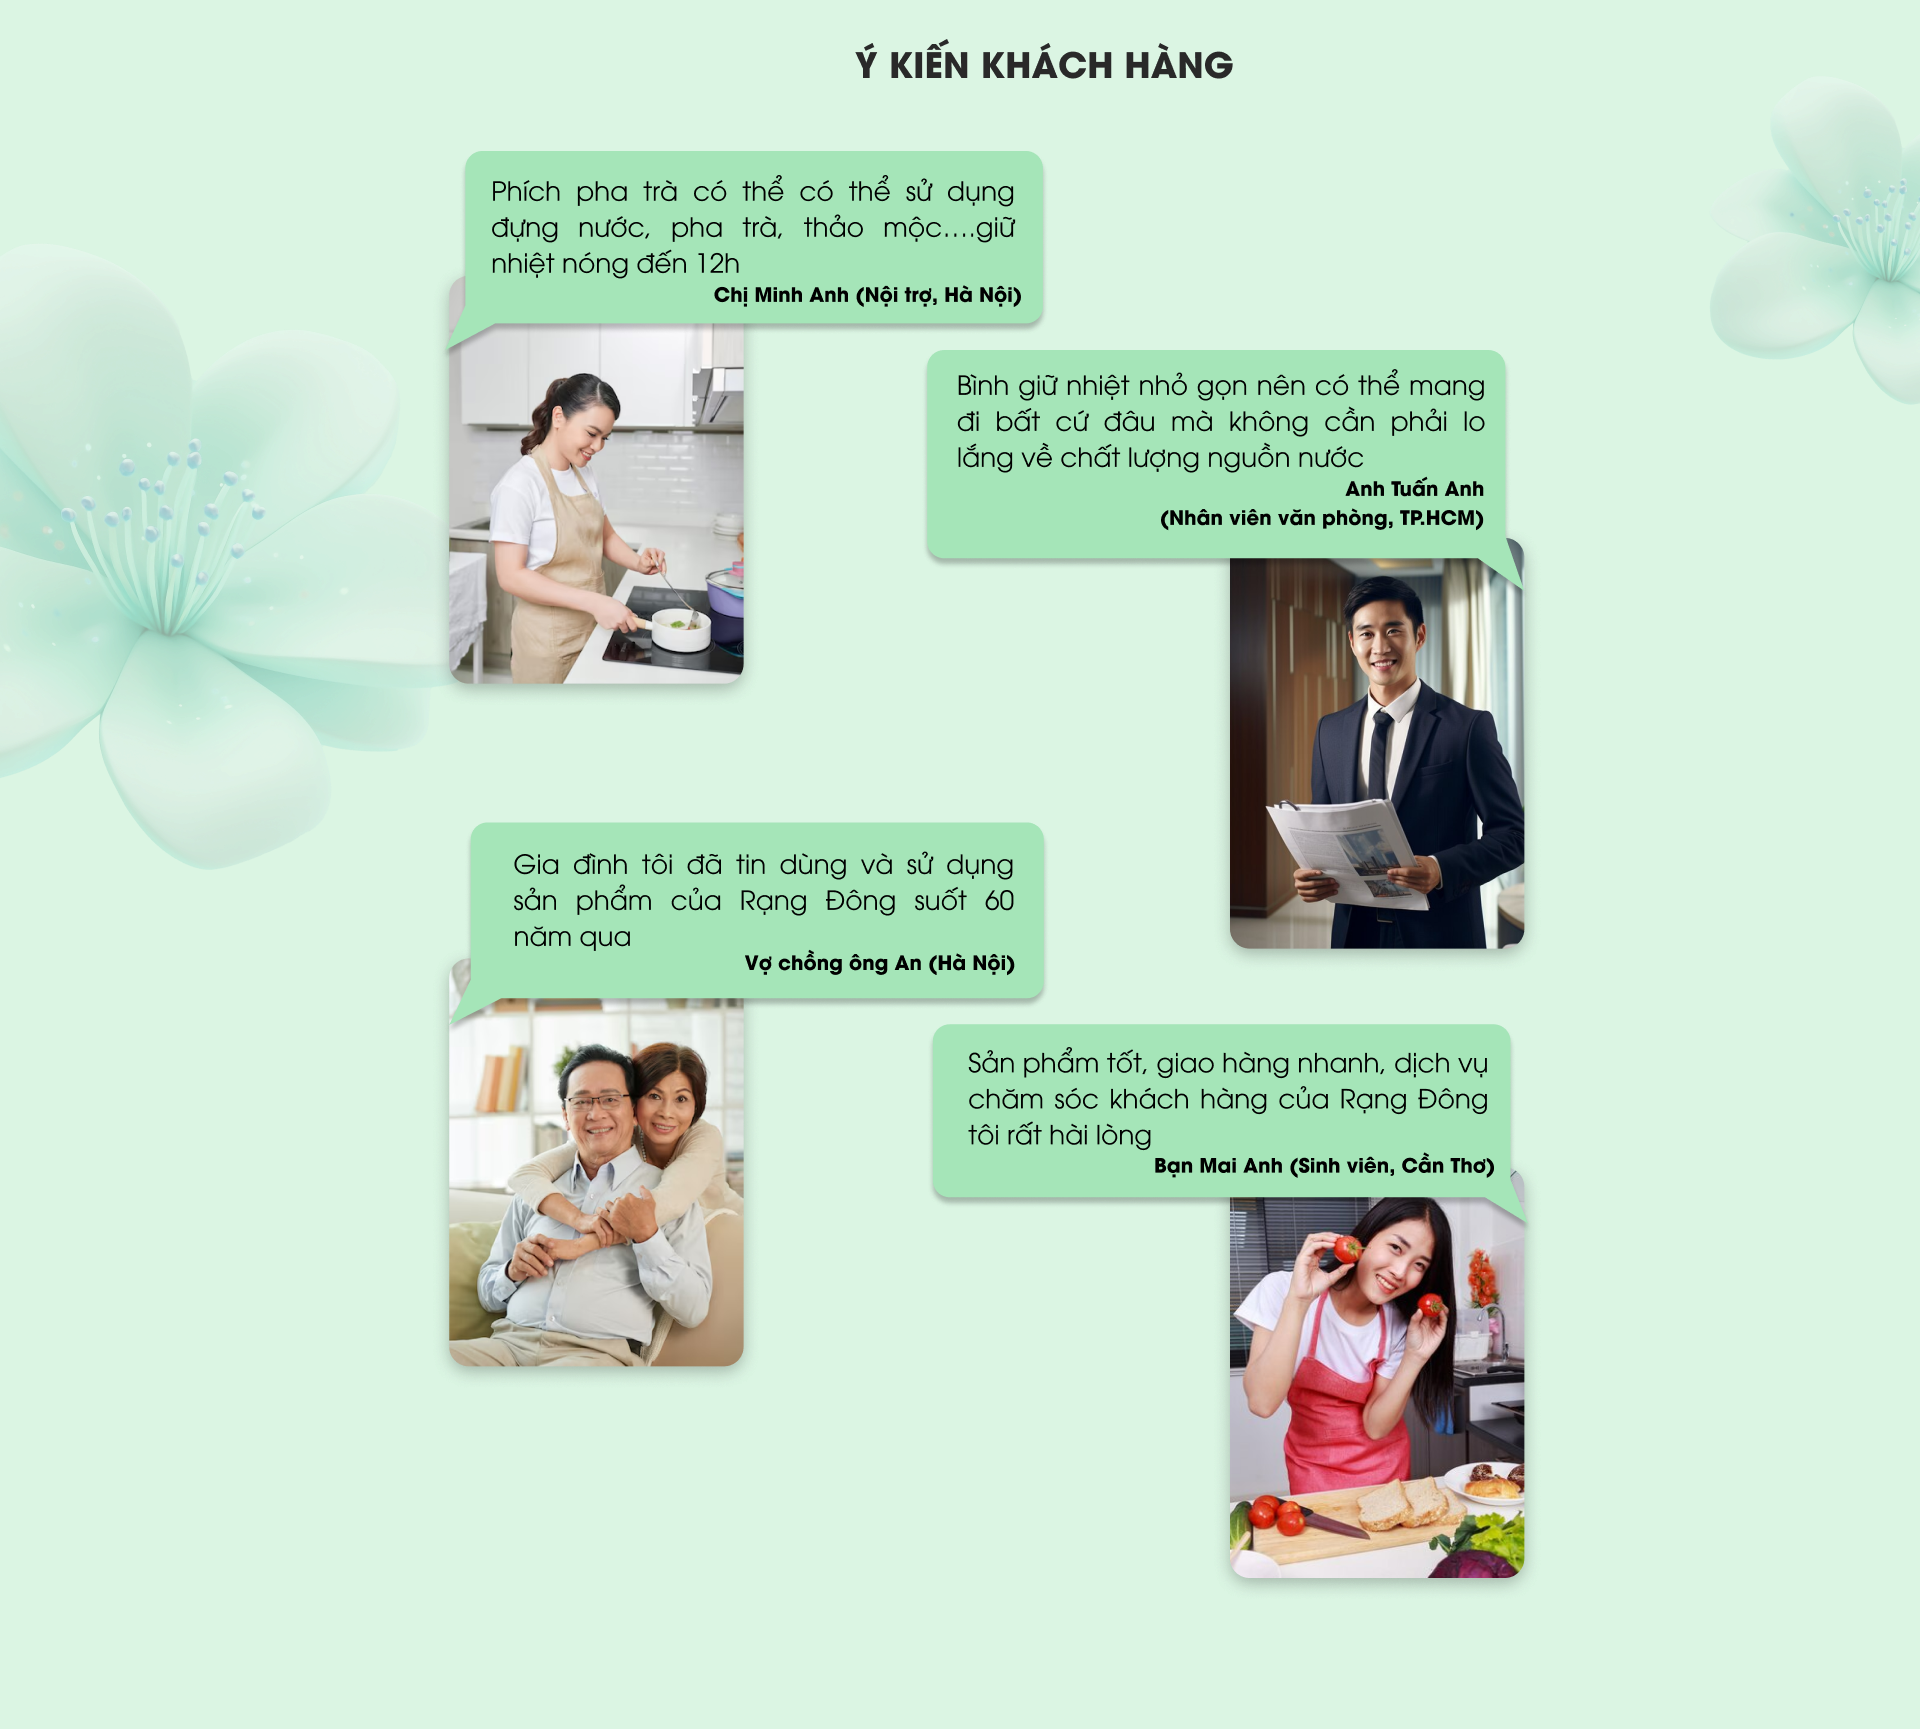 Ý KIẾN KHÁCH HÀNG
Phích pha trà có thể có thể sử dụng
đựng nước, pha trà, thảo mộc....giữ
nhiệt nóng đến 12h
Chị Minh Anh (Nội trợ, Hà Nội)
Bình giữ nhiệt nhỏ gọn nên có thể mang
đi bất cứ đâu mà không cần phải lo
lắng về chất lượng nguồn nước
Anh Tuấn Anh
(Nhân viên văn phòng, TP.HCM)
Gia đình tôi đã tin dùng và sử dụng
sản phẩm của Rạng Đông suốt 60
năm qua
Vợ chồng ông An (Hà Nội)
Sản phẩm tốt, giao hàng nhanh, dịch vụ
chăm sóc khách hàng của Rạng Đông
tôi rất hài lòng
Bạn Mai Anh (Sinh viên, Cần Thơ)